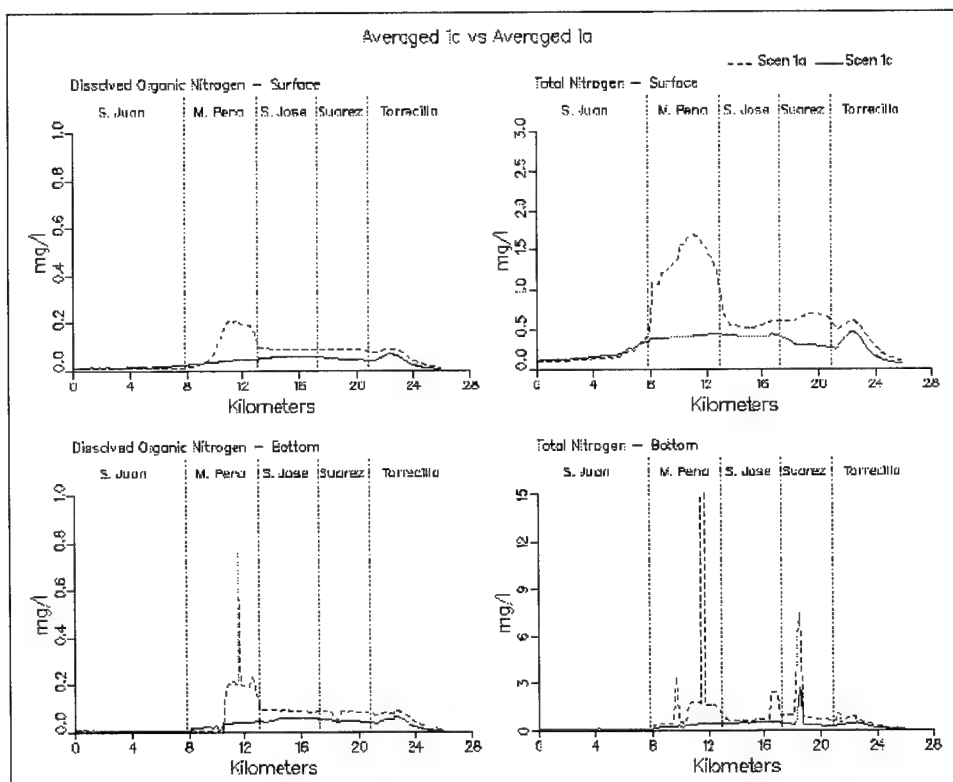 Averaged 1c vs Averaged 1a
Scen 1a Scen 1c
Dissolved Organic Nitrogen – Surface
S. Juan M. Pena S. Jose Suarez Torrecilla
mg/l
0.0 0.2 0.4 0.6 0.8 1.0
0 4 8 12 16 20 24 28
Kilometers
Total Nitrogen – Surface
S. Juan M. Pena S. Jose Suarez Torrecilla
mg/l
0.0 0.5 1.0 1.5 2.0 2.5 3.0
0 4 8 12 16 20 24 28
Kilometers
Dissolved Organic Nitrogen – Bottom
S. Juan M. Pena S. Jose Suarez Torrecilla
mg/l
0.0 0.2 0.4 0.6 0.8 1.0
0 4 8 12 16 20 24 28
Kilometers
Total Nitrogen – Bottom
S. Juan M. Pena S. Jose Suarez Torrecilla
mg/l
0 3 6 9 12 15
0 4 8 12 16 20 24 28
Kilometers